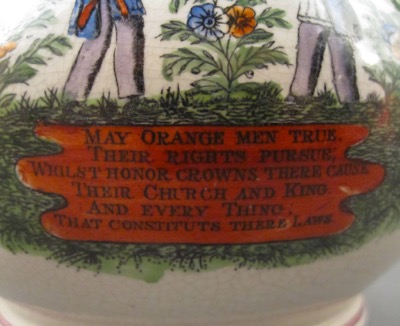 MAY ORANGE MEN TRUE,
THEIR RIGHTS PURSUE,
WHILST HONOR CROWNS THERE CAUSE
THEIR CHURCH AND KING.
AND EVERY THING,
THAT CONSTITUTS THERE LAWS